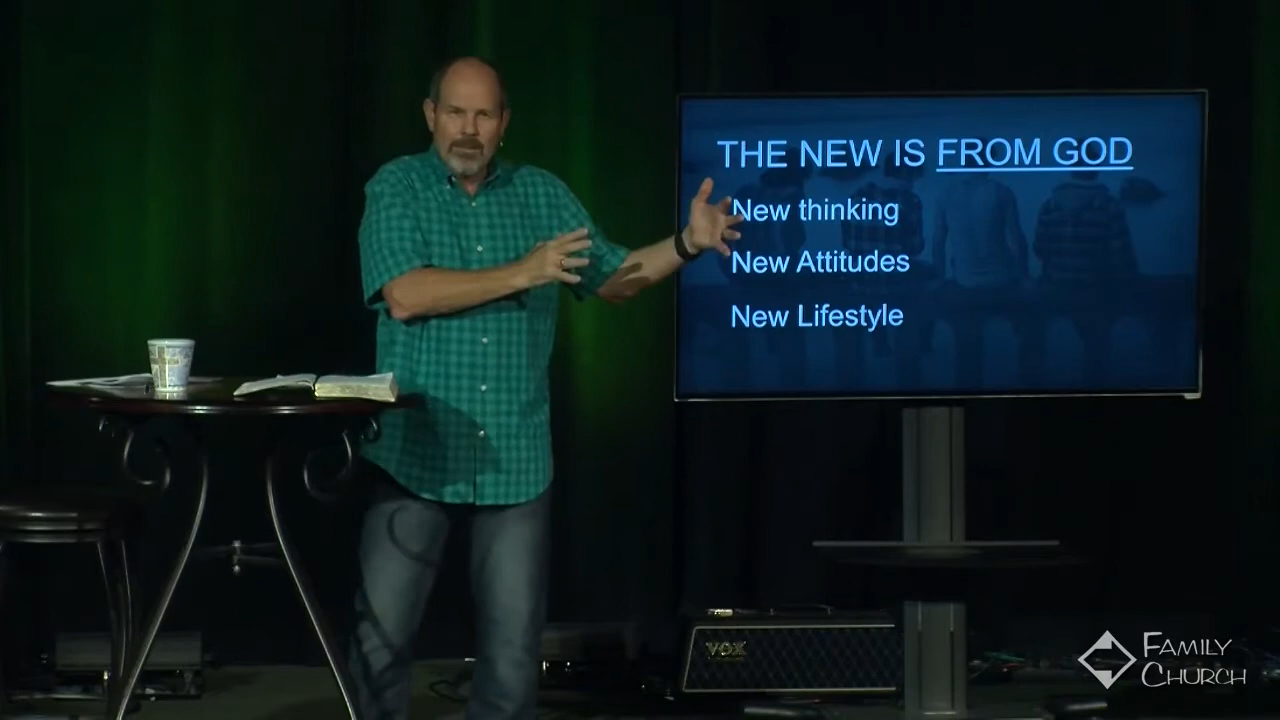 THE NEW IS FROM GOD
New thinking
New Attitudes
New Lifestyle
VOX
FAMILY
CHURCH